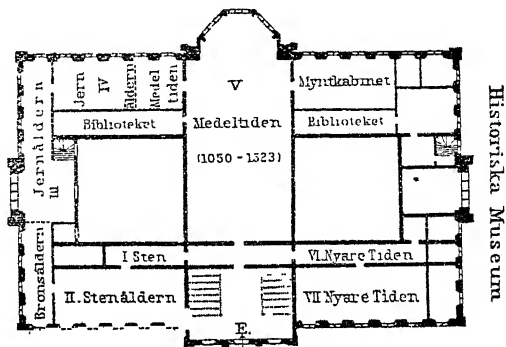 Jern
IV
åldern
Medel
tiden
V
Medeltiden
(1050-1323)
Myntkabinet
Biblioteket
Biblioteket
Jernåldern
III
Bronsåldern
I Sten
II. Stenåldern
VI. Nyare Tiden
VII Nyare Tiden
E.
Historiska Museum